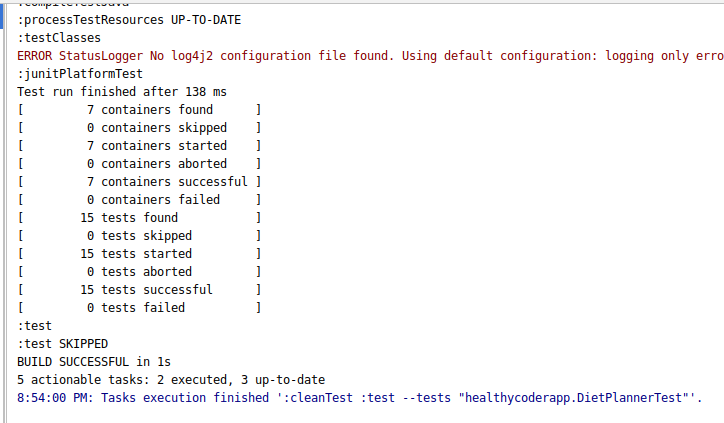 :compileTestJava
:processTestResources UP-TO-DATE
:testClasses
ERROR StatusLogger No log4j2 configuration file found. Using default configuration: logging only erro
:junitPlatformTest
Test run finished after 138 ms
[         7 containers found      ]
[         0 containers skipped    ]
[         7 containers started    ]
[         0 containers aborted    ]
[         7 containers successful ]
[         0 containers failed     ]
[        15 tests found           ]
[         0 tests skipped         ]
[        15 tests started         ]
[         0 tests aborted         ]
[        15 tests successful      ]
[         0 tests failed          ]
:test
:test SKIPPED
BUILD SUCCESSFUL in 1s
5 actionable tasks: 2 executed, 3 up-to-date
8:54:00 PM: Tasks execution finished ':cleanTest :test --tests "healthycoderapp.DietPlannerTest"'.